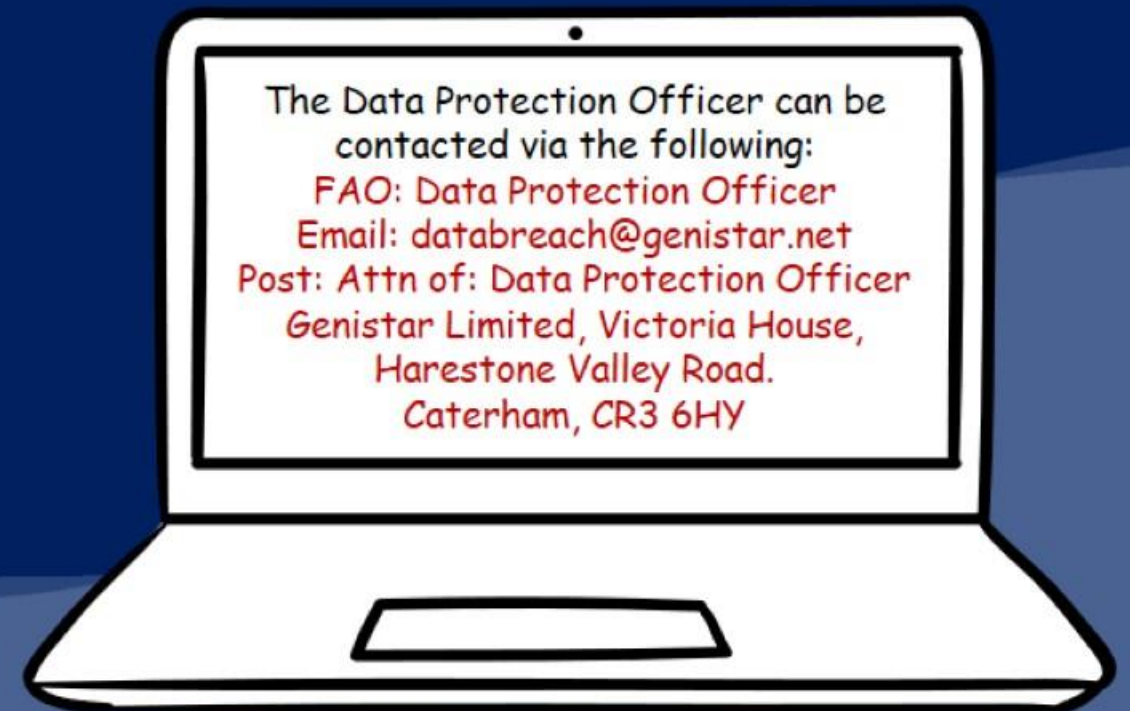 The Data Protection Officer can be
contacted via the following:
FAO: Data Protection Officer
Email: databreach@genistar.net
Post: Attn of: Data Protection Officer
Genistar Limited, Victoria House,
Harestone Valley Road.
Caterham, CR3 6HY